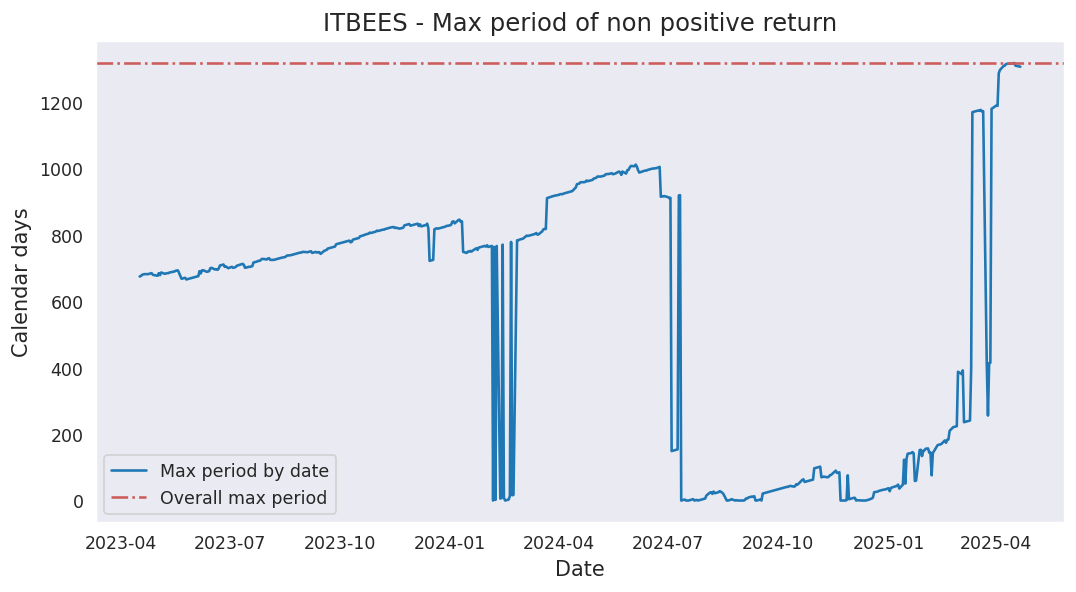 ITBEES - Max period of non positive return
Calendar days
1200
1000
800
600
400
200
0
Max period by date
Overall max period
2023-04 2023-07 2023-10 2024-01 2024-04 2024-07 2024-10 2025-01 2025-04
Date